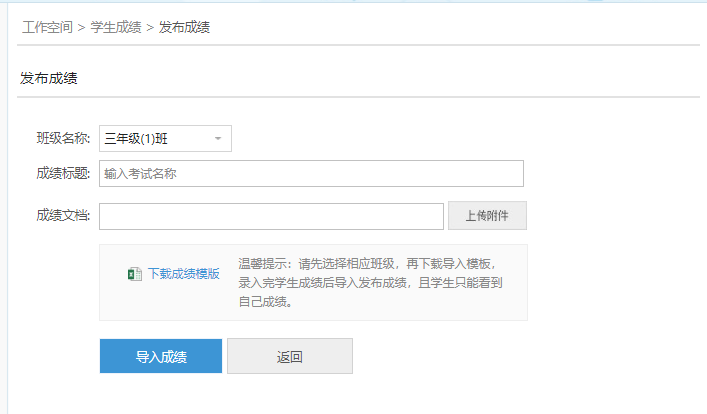 工作空间 > 学生成绩 > 发布成绩
发布成绩
班级名称: 三年级(1)班
成绩标题: 输入考试名称
成绩文档: 上传附件
下载成绩模版
温馨提示：请先选择相应班级，再下载导入模板，
录入完学生成绩后导入发布成绩，且学生只能看到
自己成绩。
导入成绩 返回